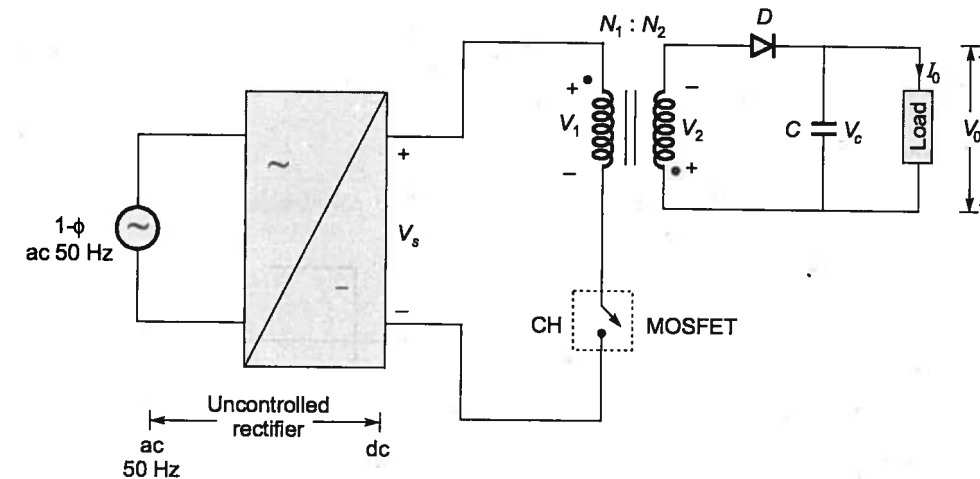 N₁ : N₂
D
+
V₁
–
–
V₂
+
C
V_c
I₀
Load
V₀
1-ϕ
ac 50 Hz
~
~
–
+
V_s
–
CH
MOSFET
Uncontrolled
rectifier
ac
50 Hz
dc